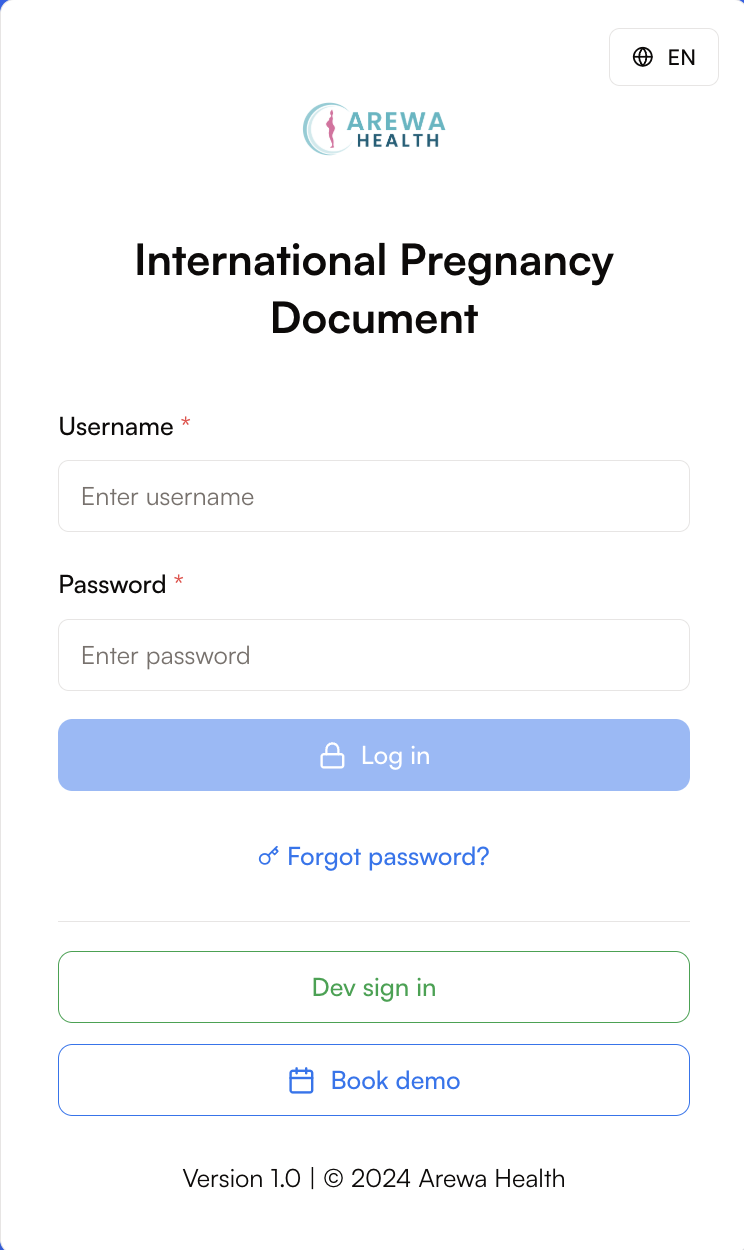 EN
AREWA
HEALTH
International Pregnancy
Document
Username *
Enter username
Password *
Enter password
Log in
Forgot password?
Dev sign in
Book demo
Version 1.0 | © 2024 Arewa Health